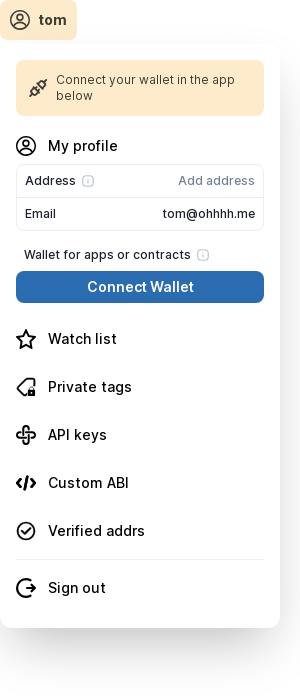 tom
Connect your wallet in the app
below
My profile
Address Add address
Email tom@ohhhh.me
Wallet for apps or contracts
Connect Wallet
Watch list
Private tags
API keys
Custom ABI
Verified addrs
Sign out